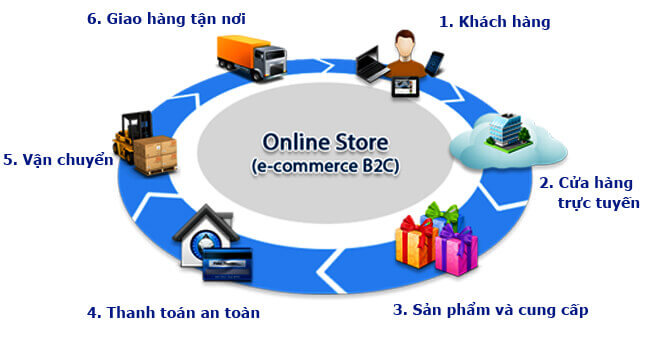 6. Giao hàng tận nơi
1. Khách hàng
Online Store
(e-commerce B2C)
5. Vận chuyển
2. Cửa hàng
trực tuyến
4. Thanh toán an toàn
3. Sản phẩm và cung cấp